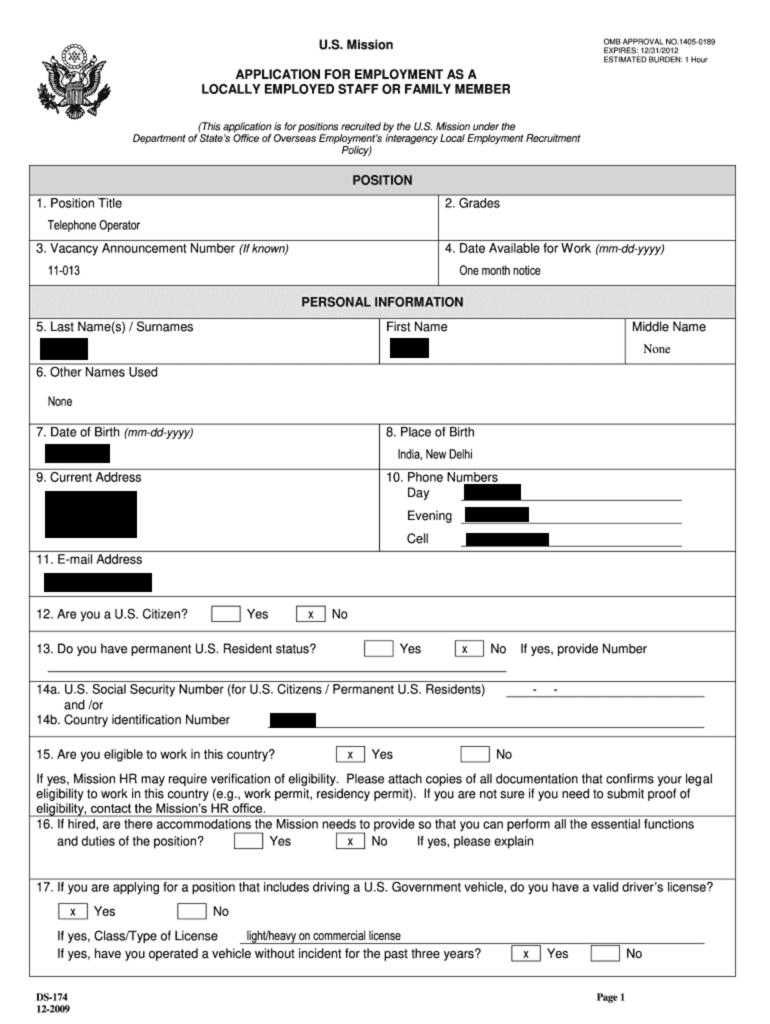 U.S. Mission
OMB APPROVAL NO.1405-0189
EXPIRES: 12/31/2012
ESTIMATED BURDEN: 1 Hour
APPLICATION FOR EMPLOYMENT AS A
LOCALLY EMPLOYED STAFF OR FAMILY MEMBER
(This application is for positions recruited by the U.S. Mission under the
Department of State's Office of Overseas Employment's interagency Local Employment Recruitment
Policy)
POSITION
1. Position Title
2. Grades
Telephone Operator
3. Vacancy Announcement Number (If known)
4. Date Available for Work (mm-dd-yyyy)
11-013
One month notice
PERSONAL INFORMATION
5. Last Name(s) / Surnames
First Name
Middle Name
None
6. Other Names Used
None
7. Date of Birth (mm-dd-yyyy)
8. Place of Birth
India, New Delhi
9. Current Address
10. Phone Numbers
Day
Evening
Cell
11. E-mail Address
12. Are you a U.S. Citizen? Yes x No
13. Do you have permanent U.S. Resident status? Yes x No If yes, provide Number
14a. U.S. Social Security Number (for U.S. Citizens / Permanent U.S. Residents) - -
and /or
14b. Country identification Number
15. Are you eligible to work in this country? x Yes No
If yes, Mission HR may require verification of eligibility. Please attach copies of all documentation that confirms your legal
eligibility to work in this country (e.g., work permit, residency permit). If you are not sure if you need to submit proof of
eligibility, contact the Mission's HR office.
16. If hired, are there accommodations the Mission needs to provide so that you can perform all the essential functions
and duties of the position? Yes x No If yes, please explain
17. If you are applying for a position that includes driving a U.S. Government vehicle, do you have a valid driver's license?
x Yes No
If yes, Class/Type of License light/heavy on commercial license
If yes, have you operated a vehicle without incident for the past three years? x Yes No
DS-174
Page 1
12-2009